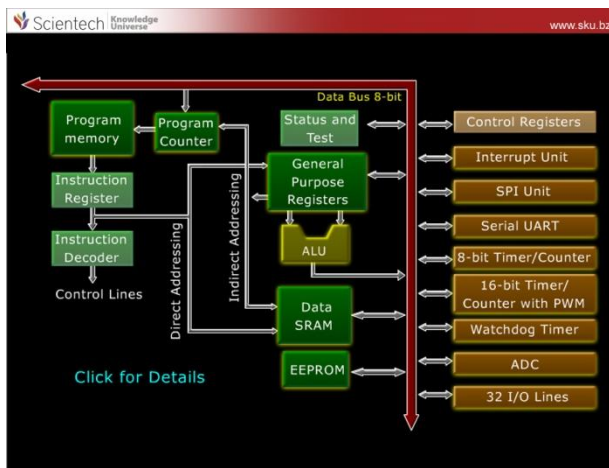 Scientech Knowledge
Universe
www.sku.bz
Data Bus 8-bit
Program
memory
Program
Counter
Status and
Test
Control Registers
Interrupt Unit
General
Purpose
Registers
Instruction
Register
SPI Unit
Serial UART
Instruction
Decoder
ALU
8-bit Timer/Counter
Control Lines
Direct Addressing
Indirect Addressing
16-bit Timer/
Counter with PWM
Data
SRAM
Watchdog Timer
ADC
EEPROM
Click for Details
32 I/O Lines